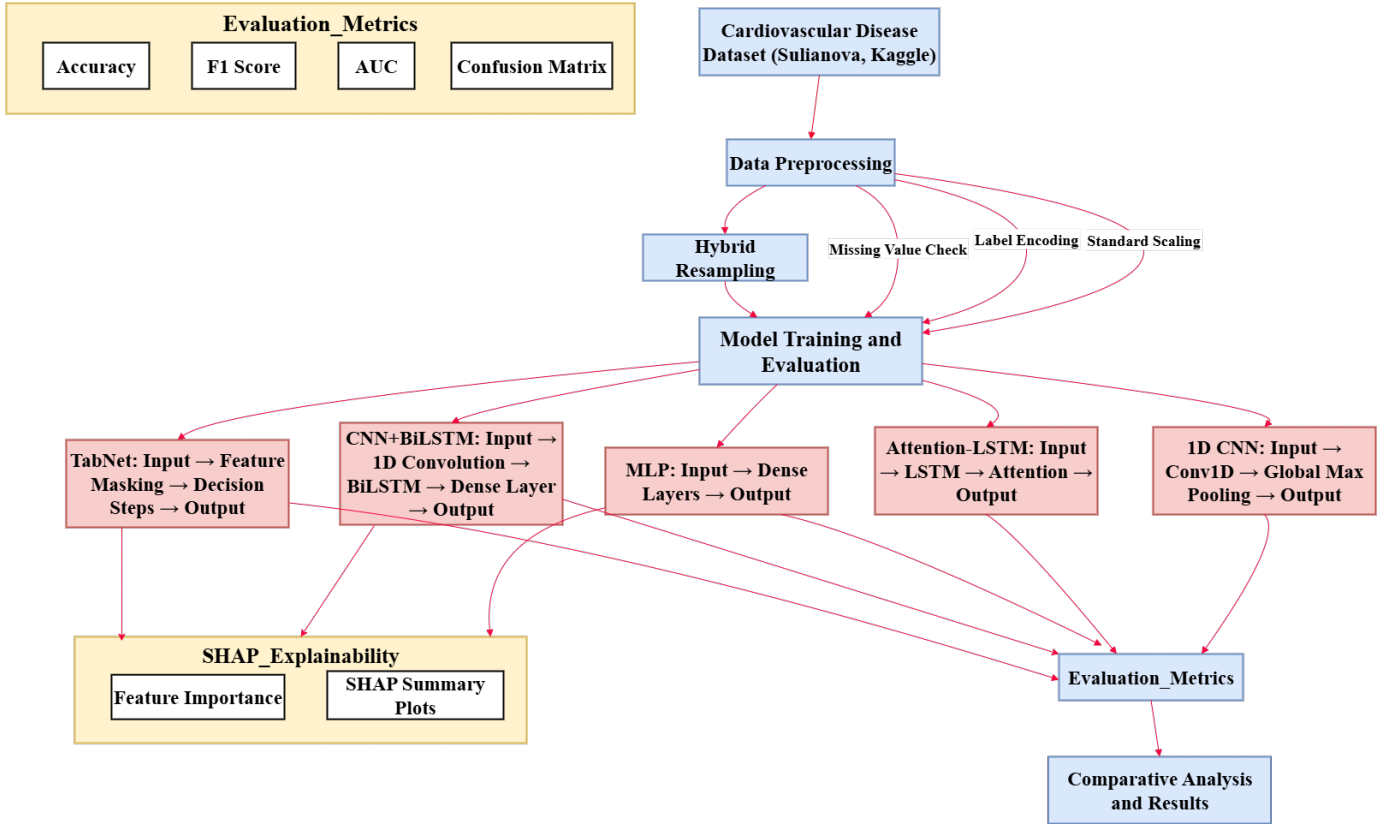 Evaluation_Metrics
Accuracy
F1 Score
AUC
Confusion Matrix
Cardiovascular Disease
Dataset (Sulianova, Kaggle)
Data Preprocessing
Hybrid
Resampling
Missing Value Check
Label Encoding
Standard Scaling
Model Training and
Evaluation
TabNet: Input → Feature
Masking → Decision
Steps → Output
CNN+BiLSTM: Input →
1D Convolution →
BiLSTM → Dense Layer
→ Output
MLP: Input → Dense
Layers → Output
Attention-LSTM: Input
→ LSTM → Attention →
Output
1D CNN: Input →
Conv1D → Global Max
Pooling → Output
SHAP_Explainability
Feature Importance
SHAP Summary
Plots
Evaluation_Metrics
Comparative Analysis
and Results